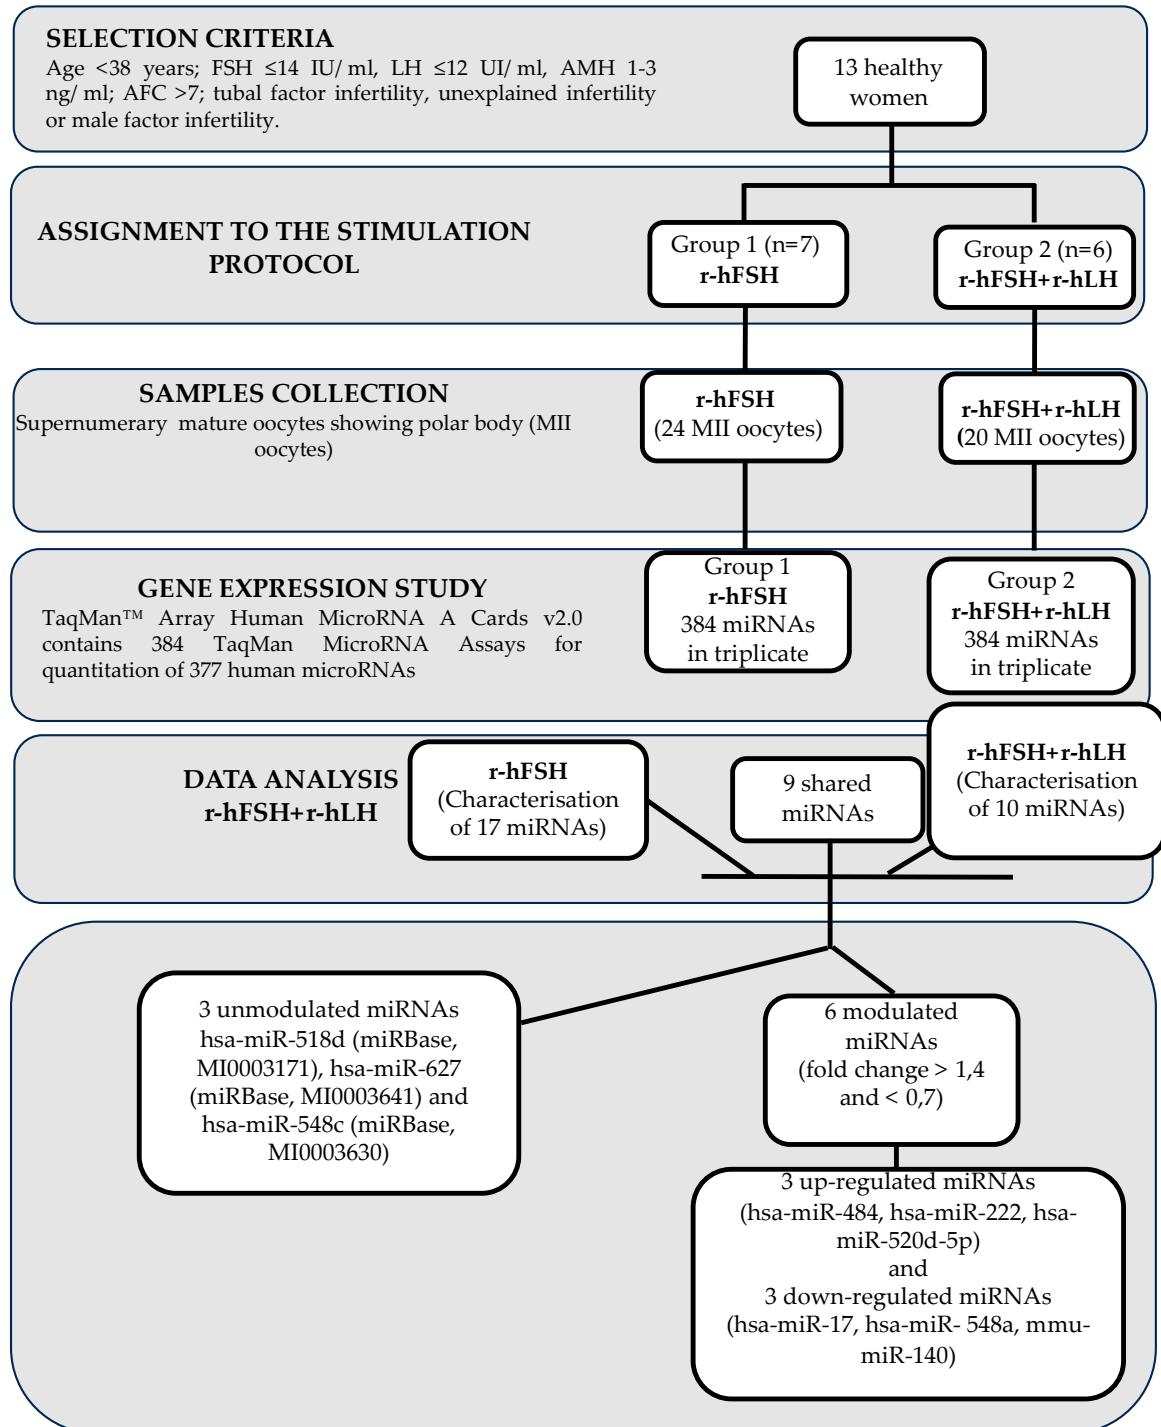 SELECTION CRITERIA
Age <38 years; FSH ≤14 IU/ml, LH ≤12 UI/ml, AMH 1-3
ng/ml; AFC >7; tubal factor infertility, unexplained infertility
or male factor infertility.
13 healthy
women
ASSIGNMENT TO THE STIMULATION
PROTOCOL
Group 1 (n=7)
r-hFSH
Group 2 (n=6)
r-hFSH+r-hLH
SAMPLES COLLECTION
Supernumerary mature oocytes showing polar body (MII
oocytes)
r-hFSH
(24 MII oocytes)
r-hFSH+r-hLH
(20 MII oocytes)
GENE EXPRESSION STUDY
TaqMan™ Array Human MicroRNA A Cards v2.0
contains 384 TaqMan MicroRNA Assays for
quantitation of 377 human microRNAs
Group 1
r-hFSH
384 miRNAs
in triplicate
Group 2
r-hFSH+r-hLH
384 miRNAs
in triplicate
DATA ANALYSIS
r-hFSH+r-hLH
r-hFSH
(Characterisation
of 17 miRNAs)
9 shared
miRNAs
r-hFSH+r-hLH
(Characterisation
of 10 miRNAs)
3 unmodulated miRNAs
hsa-miR-518d (miRBase,
MI0003171), hsa-miR-627
(miRBase, MI0003641) and
hsa-miR-548c (miRBase,
MI0003630)
6 modulated
miRNAs
(fold change > 1,4
and < 0,7)
3 up-regulated miRNAs
(hsa-miR-484, hsa-miR-222, hsa-
miR-520d-5p)
and
3 down-regulated miRNAs
(hsa-miR-17, hsa-miR- 548a, mmu-
miR-140)